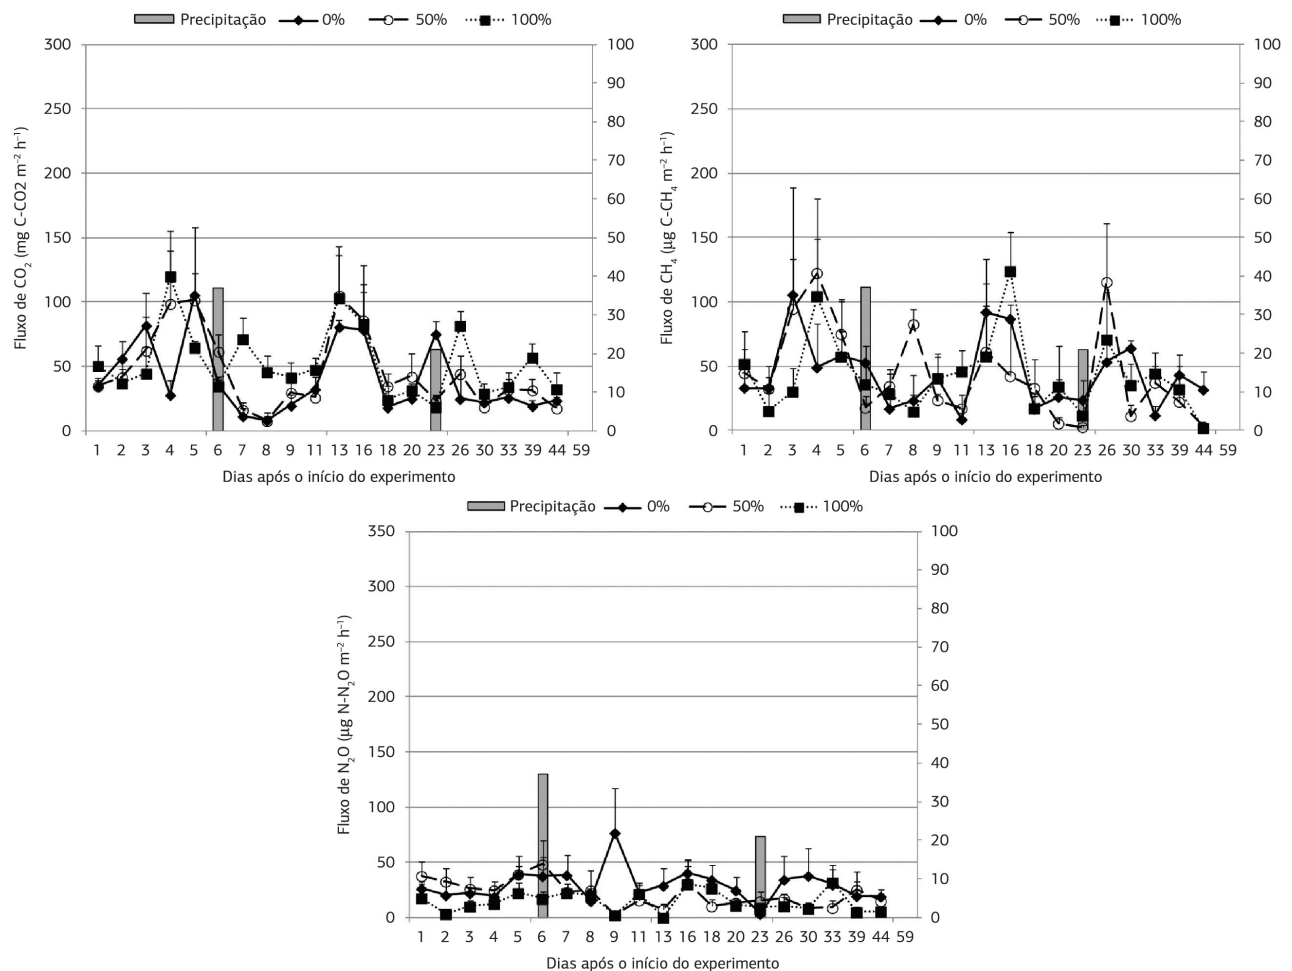 Precipitação 0% 50% 100%
300 250 200 150 100 50 0
100 90 80 70 60 50 40 30 20 10 0
Fluxo de CO2 (mg C-CO2 m–2 h–1)
1 2 3 4 5 6 7 8 9 11 13 16 18 20 23 26 30 33 39 44 59
Dias após o início do experimento
Precipitação 0% 50% 100%
300 250 200 150 100 50 0
100 90 80 70 60 50 40 30 20 10 0
Fluxo de CH4 (µg C-CH4 m–2 h–1)
1 2 3 4 5 6 7 8 9 11 13 16 18 20 23 26 30 33 39 44 59
Dias após o início do experimento
Precipitação 0% 50% 100%
350 300 250 200 150 100 50 0
100 90 80 70 60 50 40 30 20 10 0
Fluxo de N2O (µg N-N2O m–2 h–1)
1 2 3 4 5 6 7 8 9 11 13 16 18 20 23 26 30 33 39 44 59
Dias após o início do experimento